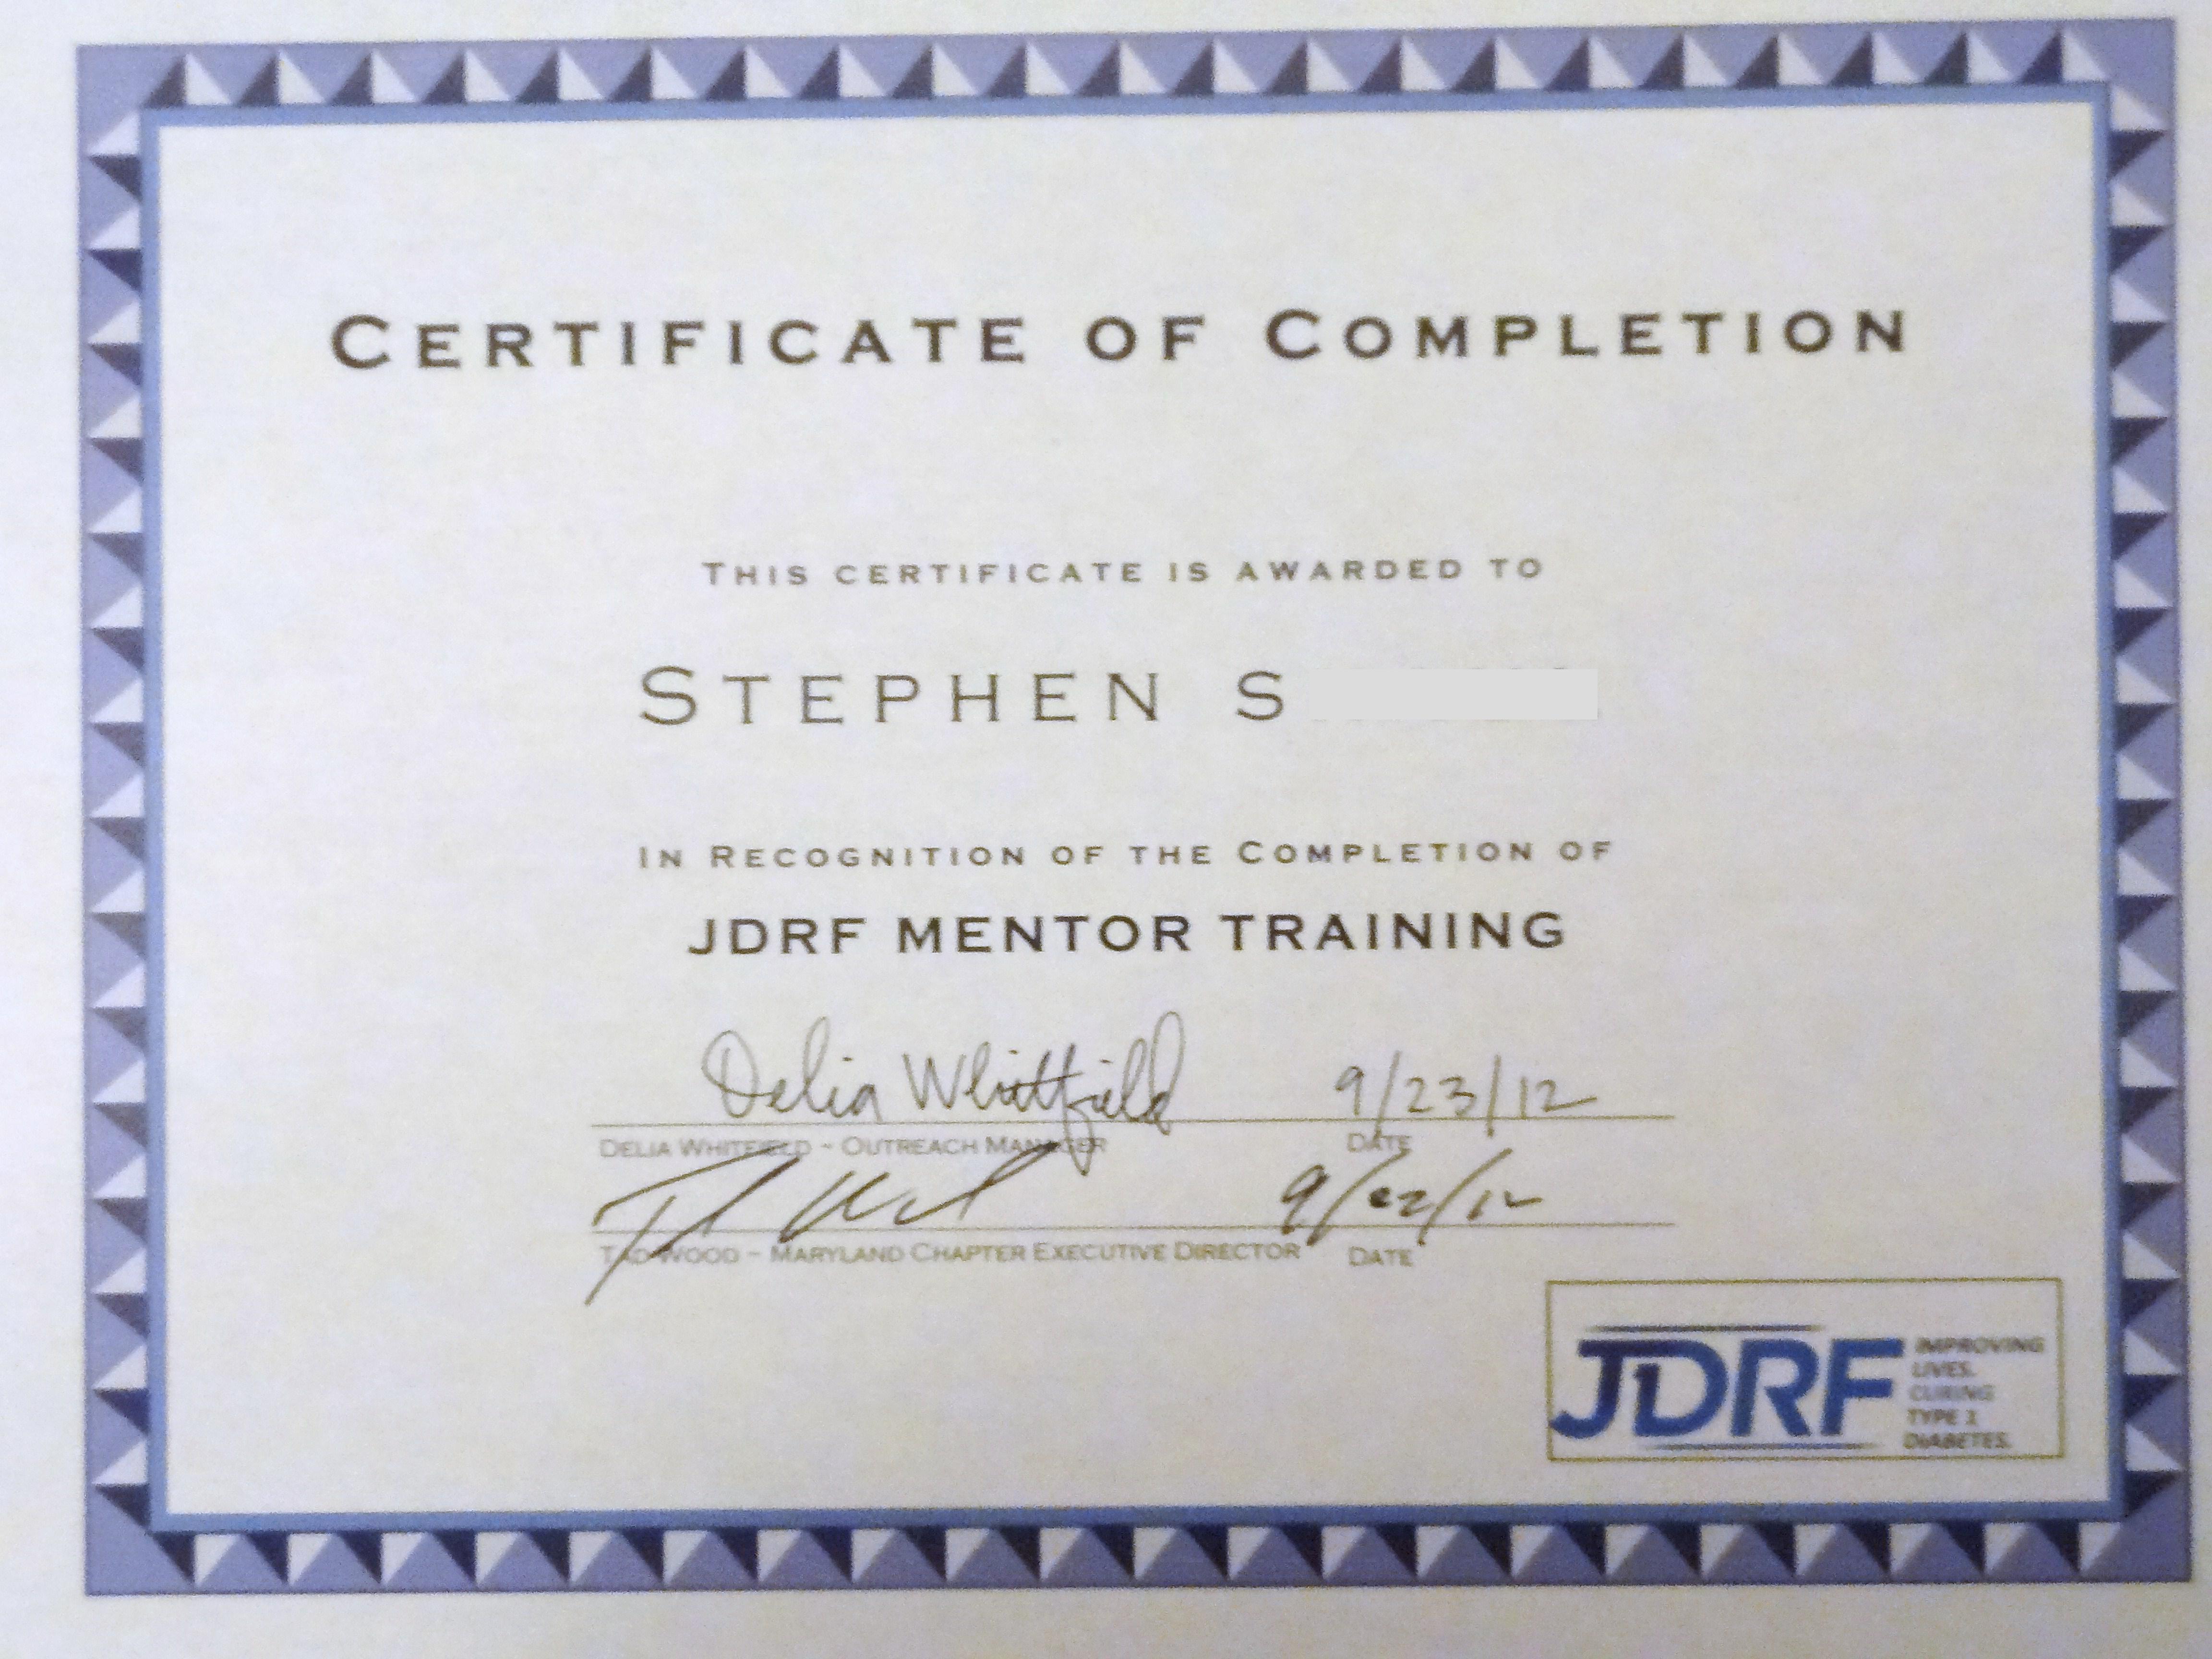 CERTIFICATE OF COMPLETION
THIS CERTIFICATE IS AWARDED TO
STEPHEN S
IN RECOGNITION OF THE COMPLETION OF
JDRF MENTOR TRAINING
Delia Whitfield 9/23/12
DELIA WHITFIELD ~ OUTREACH MANAGER DATE
9/22/12
TAD WOOD ~ MARYLAND CHAPTER EXECUTIVE DIRECTOR DATE
JDRF
IMPROVING
LIVES.
CURING
TYPE 1
DIABETES.